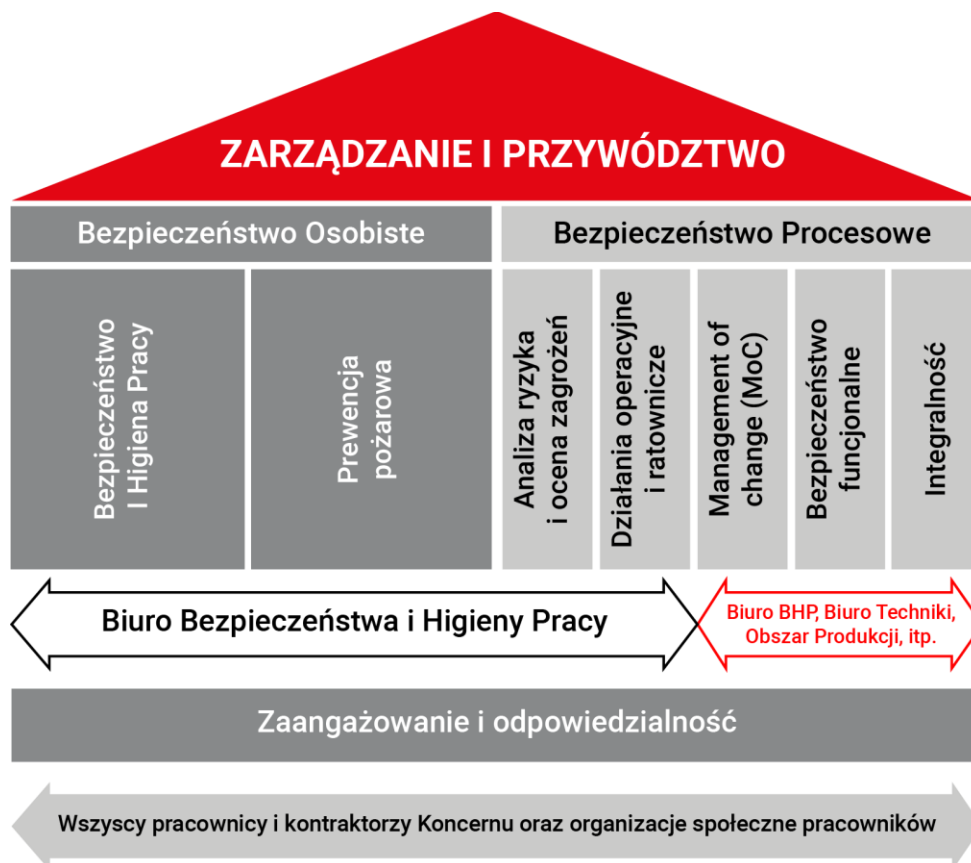 ZARZĄDZANIE I PRZYWÓDZTWO
Bezpieczeństwo Osobiste
Bezpieczeństwo Procesowe
Bezpieczeństwo
I Higiena Pracy
Prewencja
pożarowa
Analiza ryzyka
i ocena zagrożeń
Działania operacyjne
i ratownicze
Management of
change (MoC)
Bezpieczeństwo
funcjonalne
Integralność
Biuro Bezpieczeństwa i Higieny Pracy
Biuro BHP, Biuro Techniki,
Obszar Produkcji, itp.
Zaangażowanie i odpowiedzialność
Wszyscy pracownicy i kontraktorzy Koncernu oraz organizacje społeczne pracowników